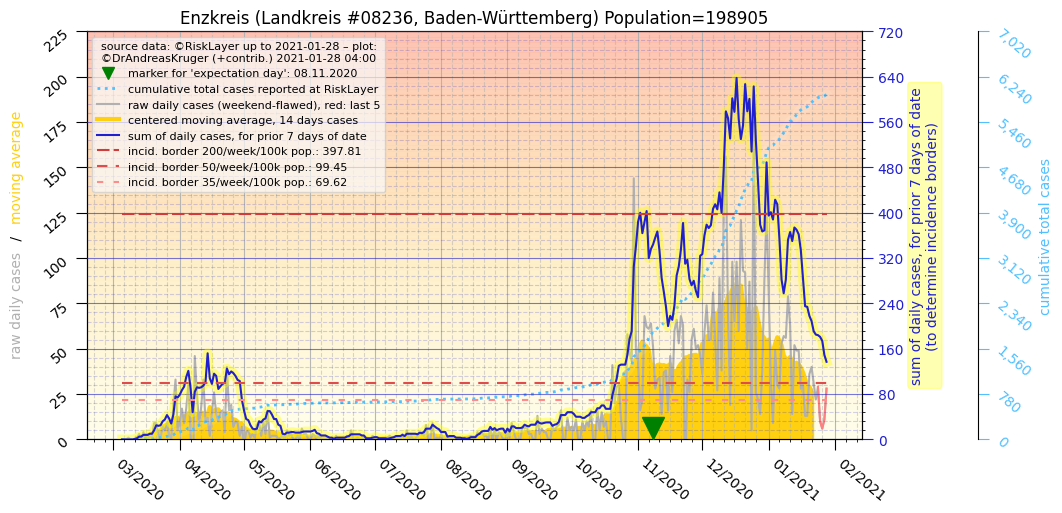 Enzkreis (Landkreis #08236, Baden-Württemberg) Population=198905
source data: ©RiskLayer up to 2021-01-28 – plot:
©DrAndreasKruger (+contrib.) 2021-01-28 04:00
marker for 'expectation day': 08.11.2020
cumulative total cases reported at RiskLayer
raw daily cases (weekend-flawed), red: last 5
centered moving average, 14 days cases
sum of daily cases, for prior 7 days of date
incid. border 200/week/100k pop.: 397.81
incid. border 50/week/100k pop.: 99.45
incid. border 35/week/100k pop.: 69.62
raw daily cases / moving average
225
200
175
150
125
100
75
50
25
0
03/2020
04/2020
05/2020
06/2020
07/2020
08/2020
09/2020
10/2020
11/2020
12/2020
01/2021
02/2021
720
640
560
480
400
320
240
160
80
0
sum of daily cases, for prior 7 days of date
(to determine incidence borders)
7,020
6,240
5,460
4,680
3,900
3,120
2,340
1,560
780
0
cumulative total cases